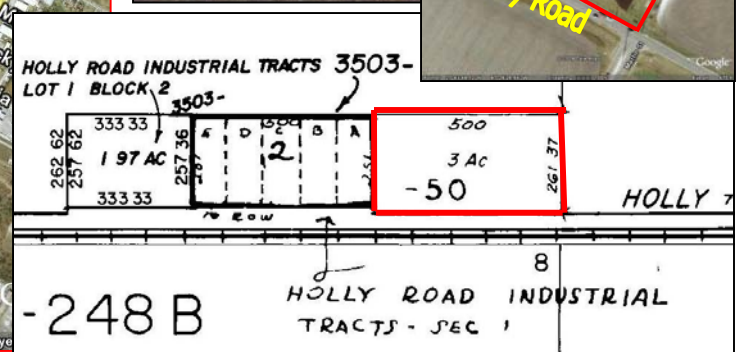 Road
Google
HOLLY ROAD INDUSTRIAL TRACTS 3503-
LOT 1 BLOCK 2
3503-
333 33
500
262 62
257 62
1 97 AC
257 36
E D C B A
2
3 AC
261 37
-50
333 33
ROW
HOLLY
8
-248 B
HOLLY ROAD INDUSTRIAL
TRACTS - SEC 1